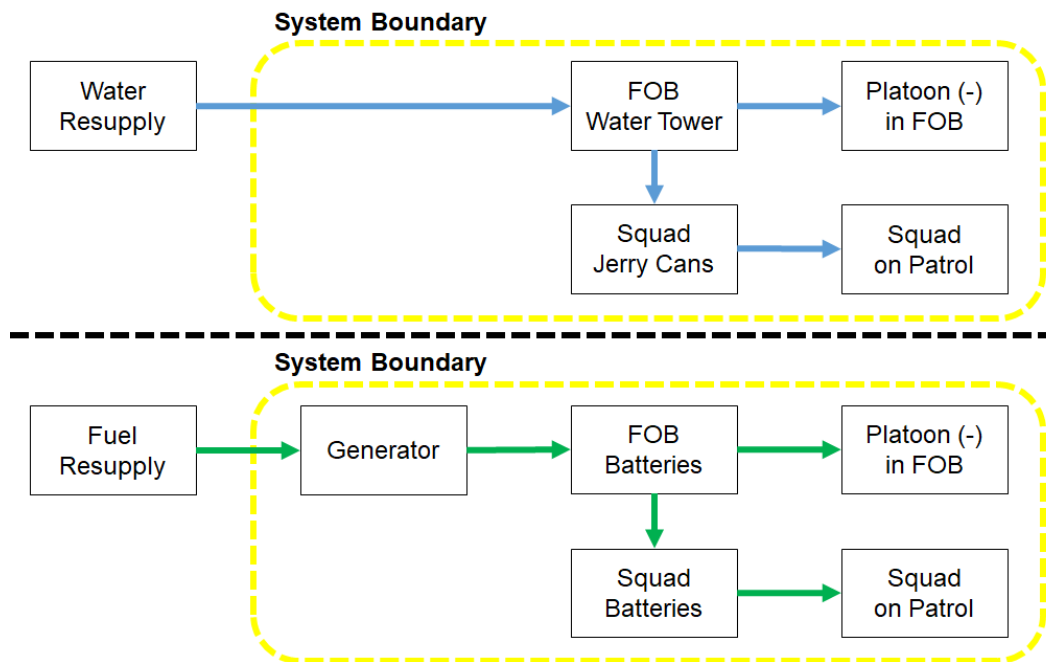 System Boundary
Water
Resupply
FOB
Water Tower
Platoon (-)
in FOB
Squad
Jerry Cans
Squad
on Patrol
System Boundary
Fuel
Resupply
Generator
FOB
Batteries
Platoon (-)
in FOB
Squad
Batteries
Squad
on Patrol